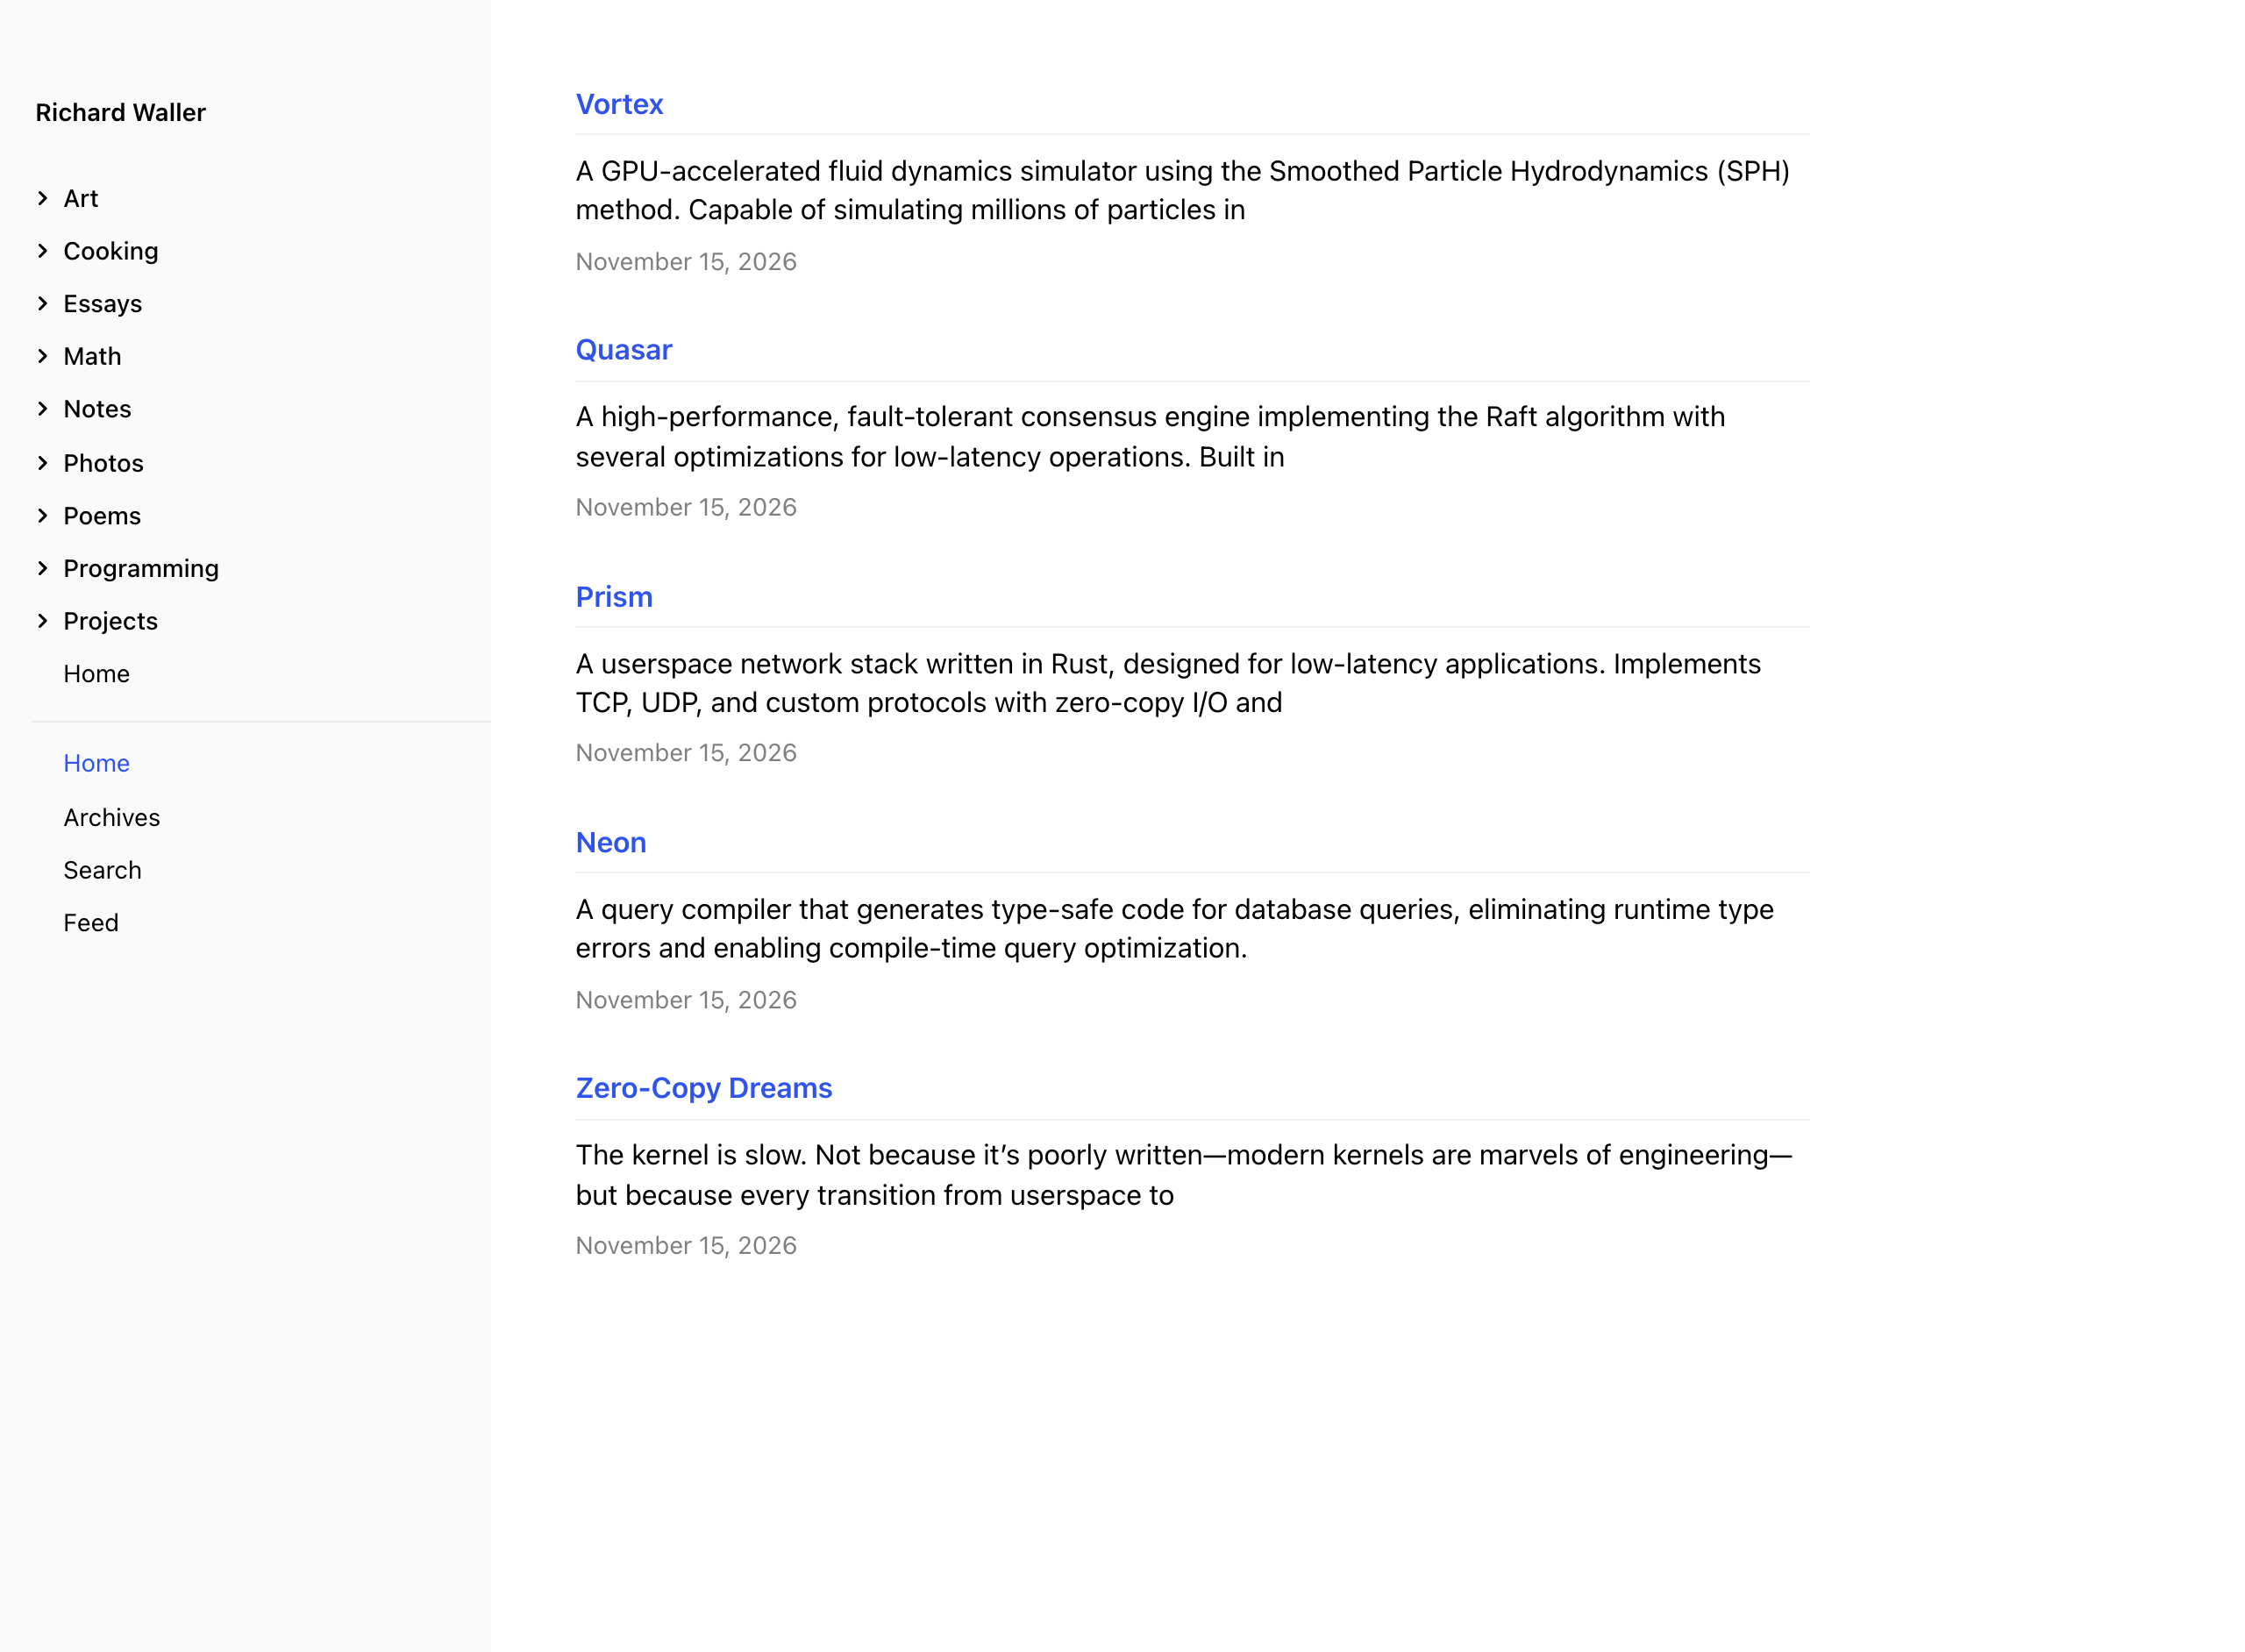 Richard Waller
Art
Cooking
Essays
Math
Notes
Photos
Poems
Programming
Projects
Home
Home
Archives
Search
Feed
Vortex
A GPU-accelerated fluid dynamics simulator using the Smoothed Particle Hydrodynamics (SPH)
method. Capable of simulating millions of particles in
November 15, 2026
Quasar
A high-performance, fault-tolerant consensus engine implementing the Raft algorithm with
several optimizations for low-latency operations. Built in
November 15, 2026
Prism
A userspace network stack written in Rust, designed for low-latency applications. Implements
TCP, UDP, and custom protocols with zero-copy I/O and
November 15, 2026
Neon
A query compiler that generates type-safe code for database queries, eliminating runtime type
errors and enabling compile-time query optimization.
November 15, 2026
Zero-Copy Dreams
The kernel is slow. Not because it’s poorly written—modern kernels are marvels of engineering—
but because every transition from userspace to
November 15, 2026